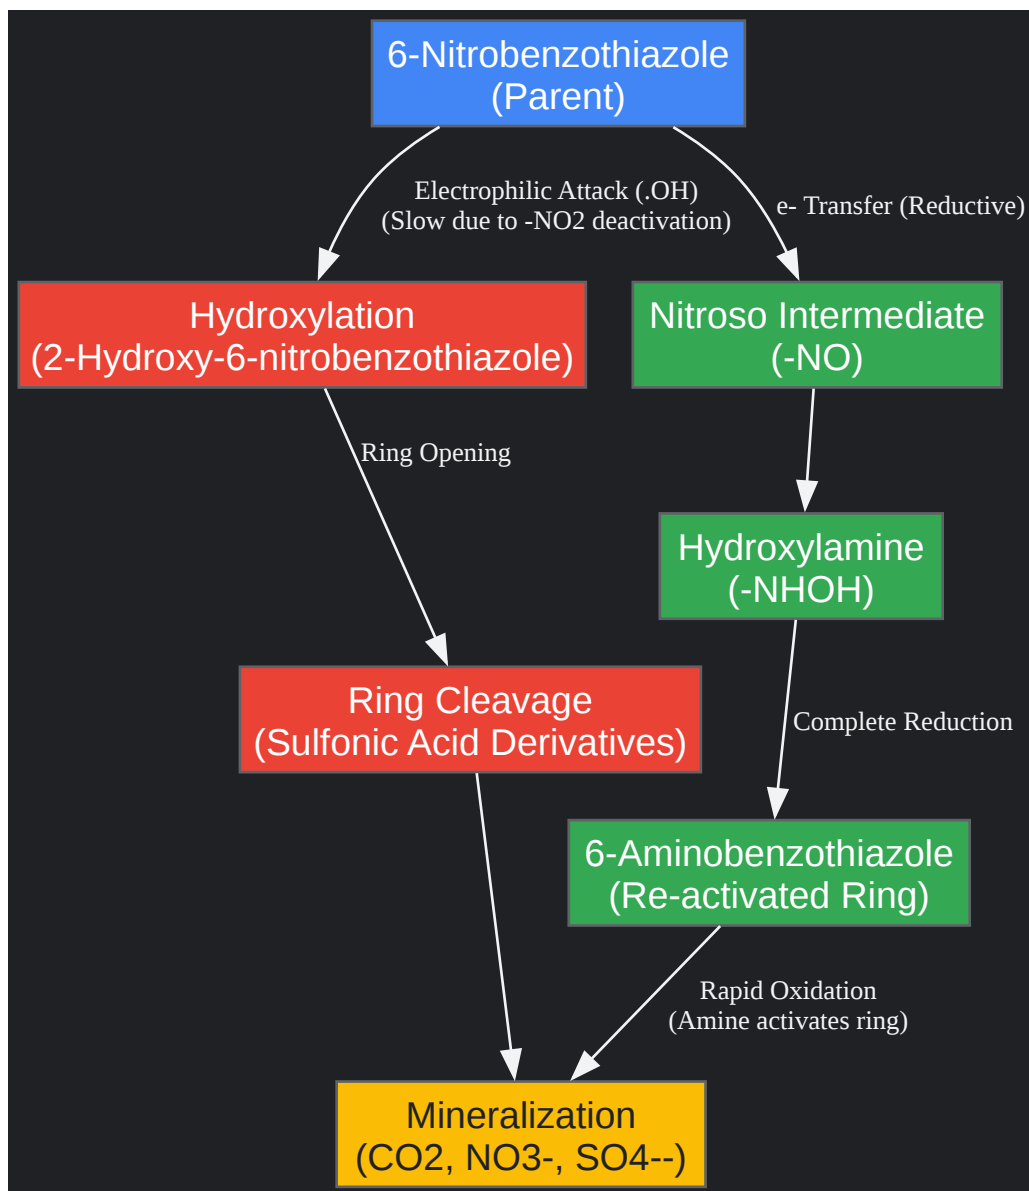 6-Nitrobenzothiazole
(Parent)
Electrophilic Attack (.OH)
(Slow due to -NO2 deactivation)
e- Transfer (Reductive)
Hydroxylation
(2-Hydroxy-6-nitrobenzothiazole)
Nitroso Intermediate
(-NO)
Ring Opening
Hydroxylamine
(-NHOH)
Ring Cleavage
(Sulfonic Acid Derivatives)
Complete Reduction
6-Aminobenzothiazole
(Re-activated Ring)
Rapid Oxidation
(Amine activates ring)
Mineralization
(CO2, NO3-, SO4--)